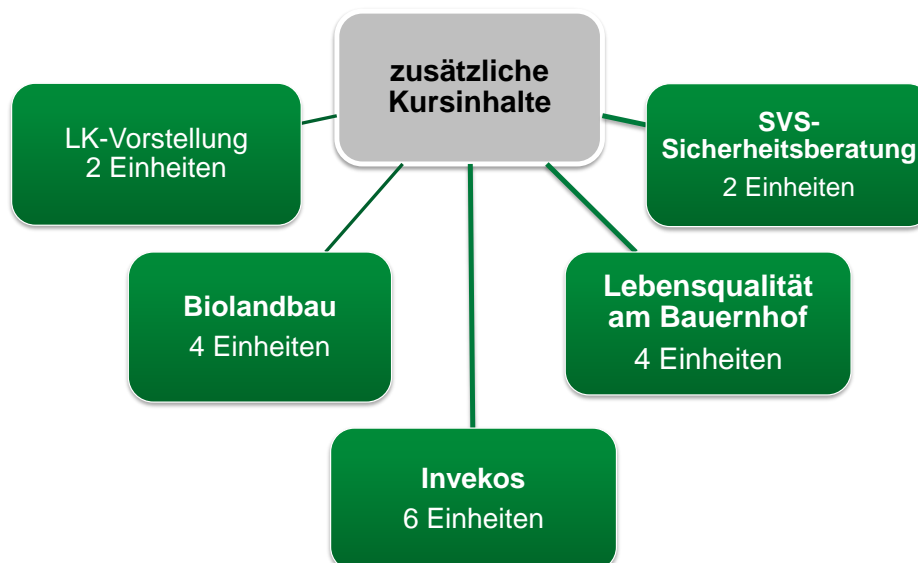 zusätzliche
Kursinhalte
LK-Vorstellung
2 Einheiten
SVS-
Sicherheitsberatung
2 Einheiten
Biolandbau
4 Einheiten
Lebensqualität
am Bauernhof
4 Einheiten
Invekos
6 Einheiten